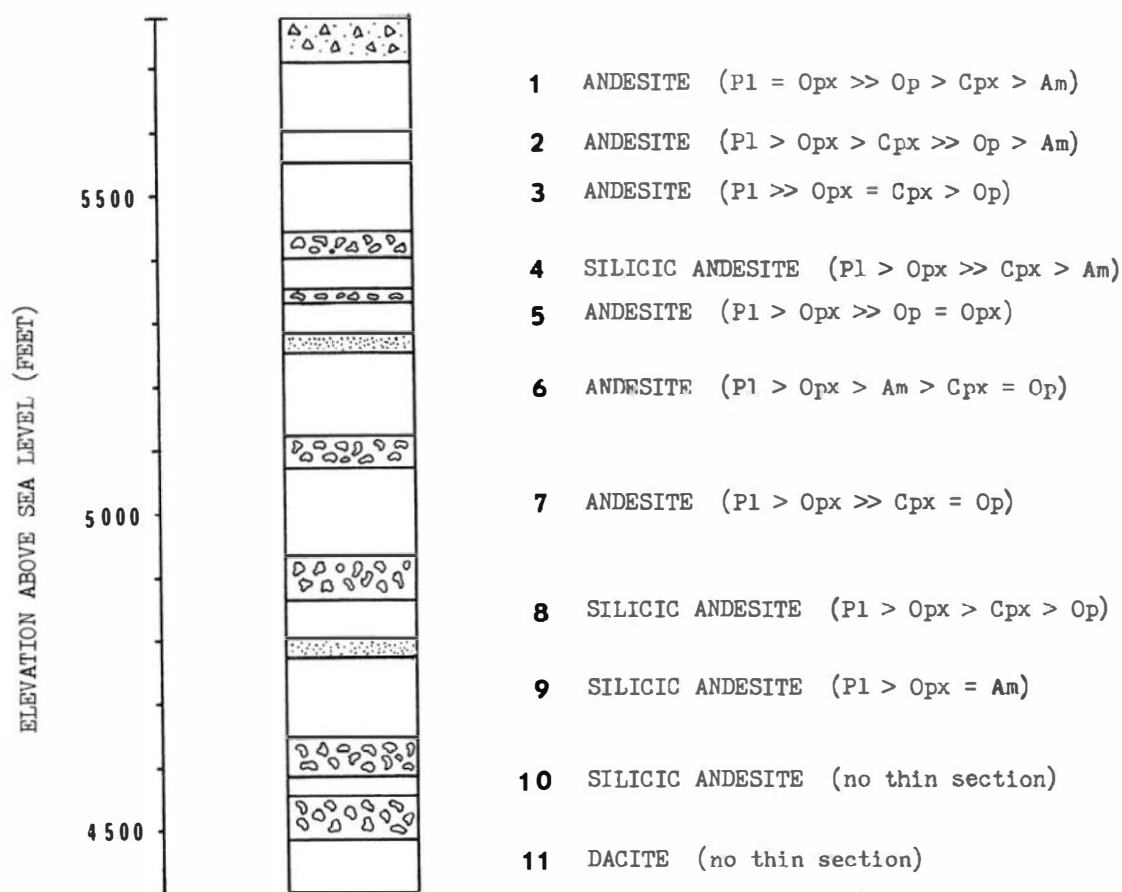 1 ANDESITE (Pl = Opx >> Op > Cpx > Am)
2 ANDESITE (Pl > Opx > Cpx >> Op > Am)
3 ANDESITE (Pl >> Opx = Cpx > Op)
4 SILICIC ANDESITE (Pl > Opx >> Cpx > Am)
5 ANDESITE (Pl > Opx >> Op = Opx)
6 ANDESITE (Pl > Opx > Am > Cpx = Op)
7 ANDESITE (Pl > Opx >> Cpx = Op)
8 SILICIC ANDESITE (Pl > Opx > Cpx > Op)
9 SILICIC ANDESITE (Pl > Opx = Am)
10 SILICIC ANDESITE (no thin section)
11 DACITE (no thin section)
5500
5000
4500
ELEVATION ABOVE SEA LEVEL (FEET)